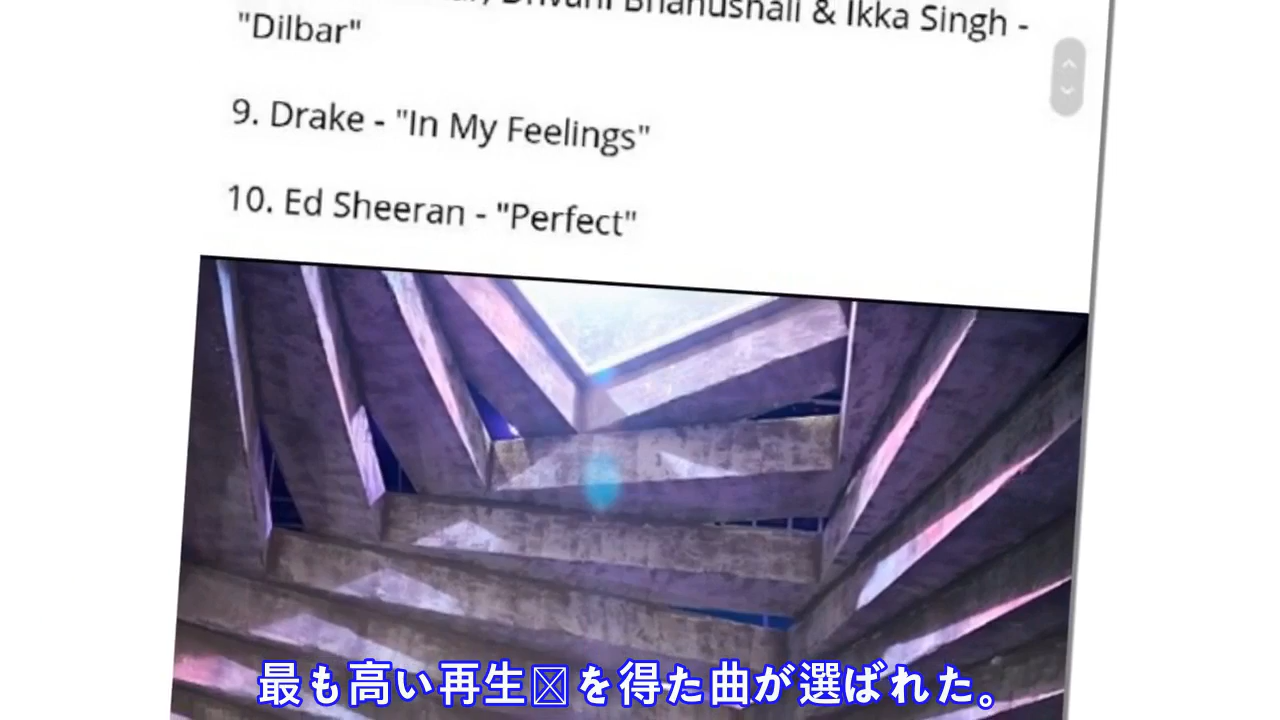 Dhvani Bhanushali & Ikka Singh -
"Dilbar"
9. Drake - "In My Feelings"
10. Ed Sheeran - "Perfect"
最も高い再生を得た曲が選ばれた。